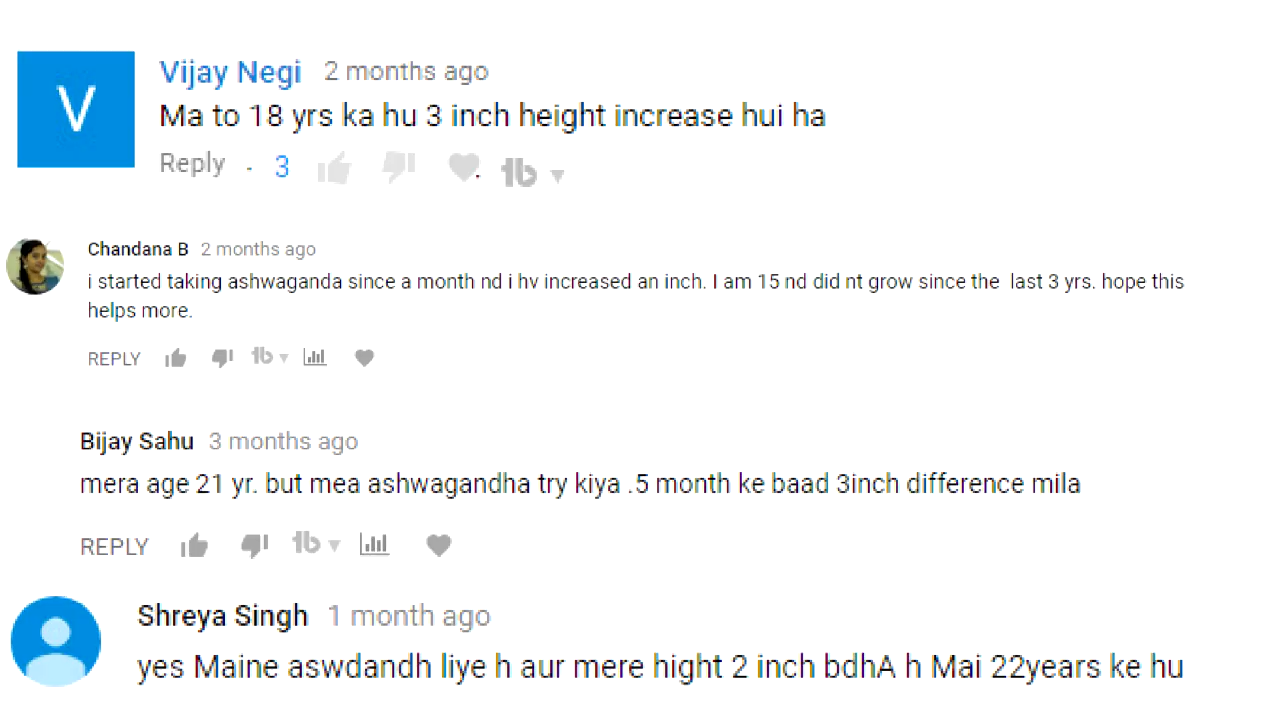 V
Vijay Negi 2 months ago
Ma to 18 yrs ka hu 3 inch height increase hui ha
Reply · 3
Chandana B 2 months ago
i started taking ashwaganda since a month nd i hv increased an inch. I am 15 nd did nt grow since the last 3 yrs. hope this
helps more.
REPLY
Bijay Sahu 3 months ago
mera age 21 yr. but mea ashwagandha try kiya .5 month ke baad 3inch difference mila
REPLY
Shreya Singh 1 month ago
yes Maine aswdandh liye h aur mere hight 2 inch bdhA h Mai 22years ke hu